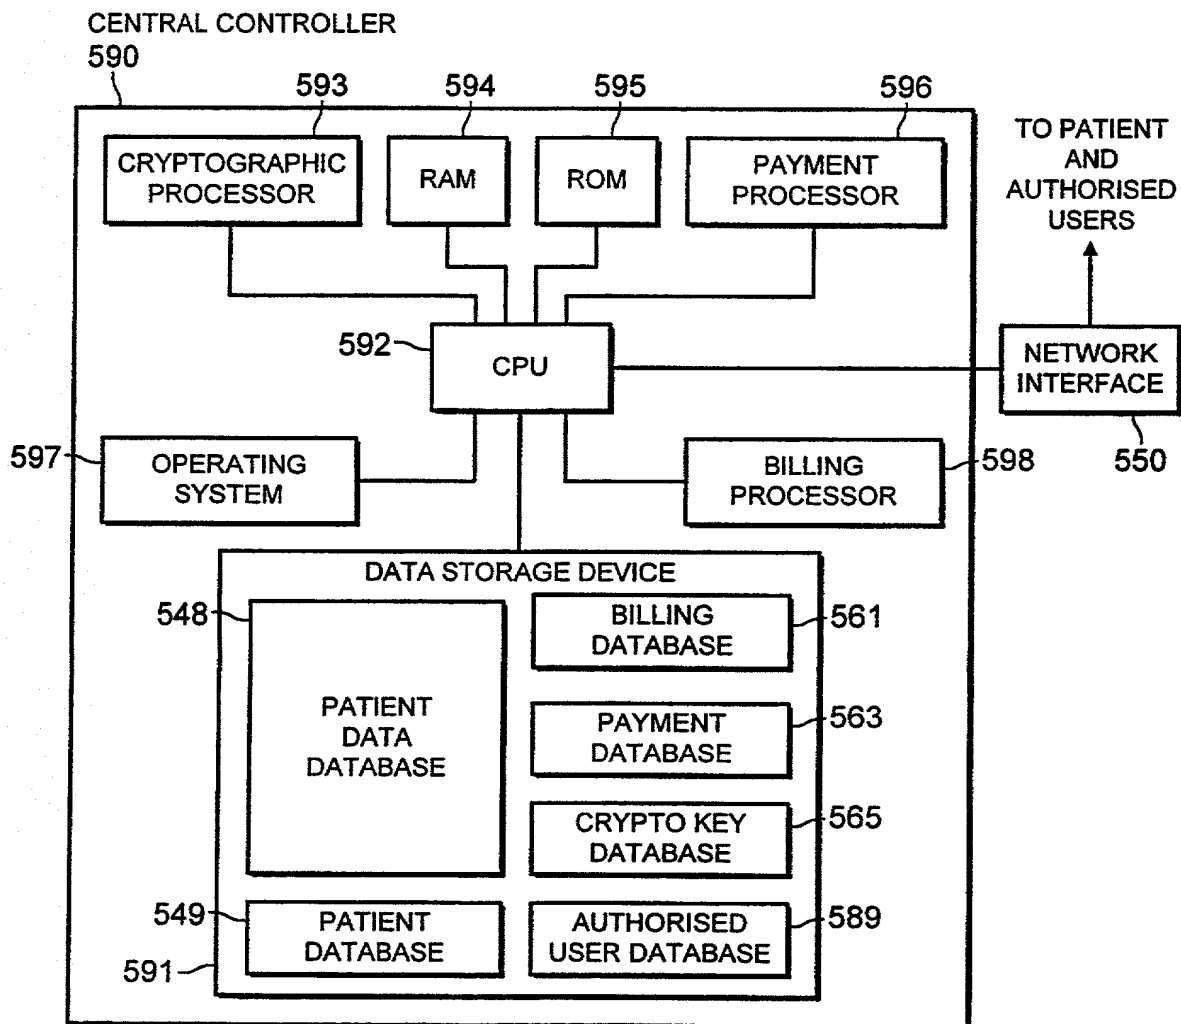 CENTRAL CONTROLLER
590
593
594
595
596
CRYPTOGRAPHIC
PROCESSOR
RAM
ROM
PAYMENT
PROCESSOR
TO PATIENT
AND
AUTHORISED
USERS
592
CPU
NETWORK
INTERFACE
550
597
OPERATING
SYSTEM
BILLING
PROCESSOR
598
DATA STORAGE DEVICE
548
PATIENT
DATA
DATABASE
BILLING
DATABASE
561
PAYMENT
DATABASE
563
CRYPTO KEY
DATABASE
565
549
PATIENT
DATABASE
AUTHORISED
USER DATABASE
589
591